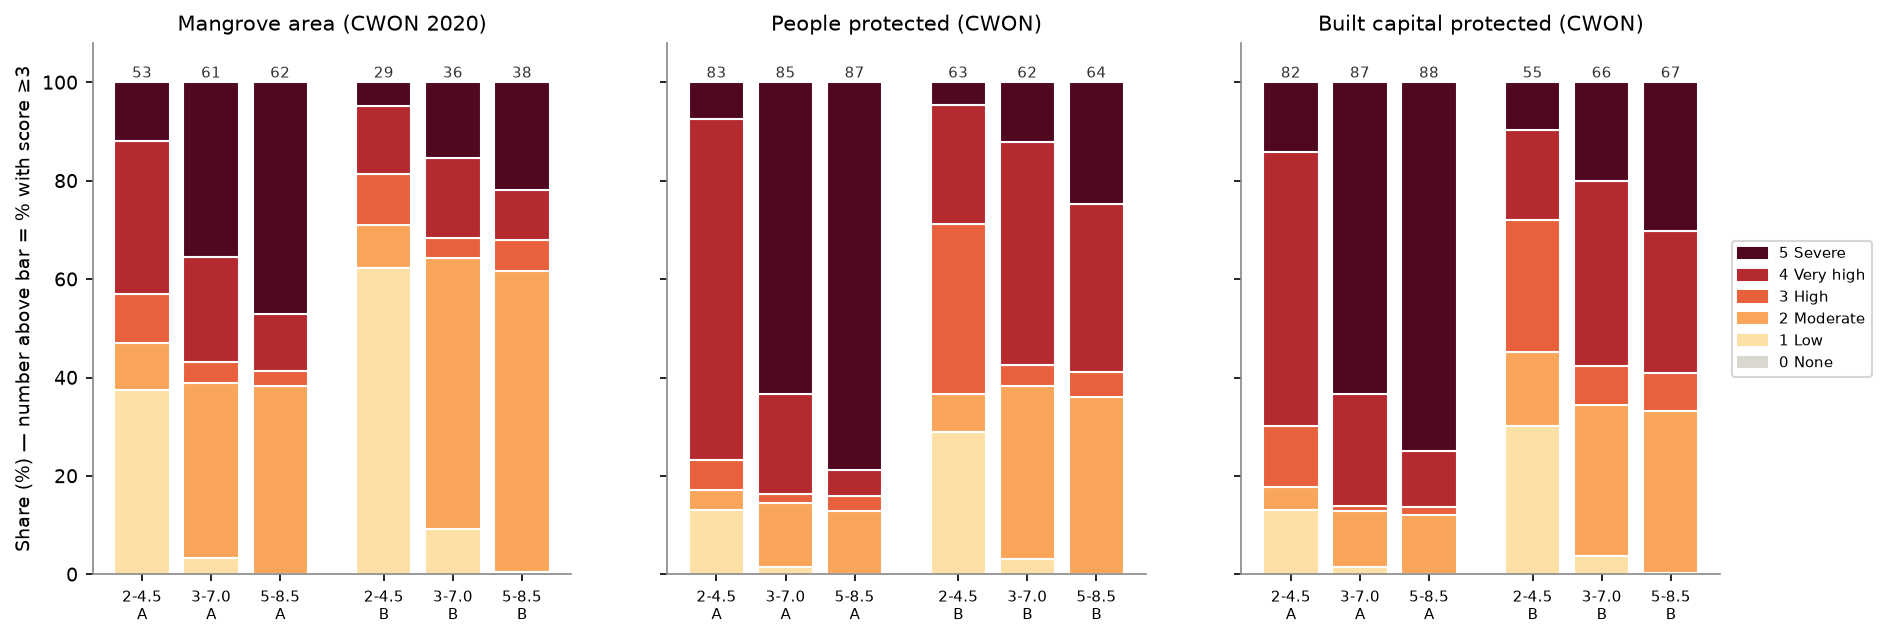 Mangrove area (CWON 2020)
People protected (CWON)
Built capital protected (CWON)
Share (%) — number above bar = % with score ≥3
100
80
60
40
20
0
53 61 62 29 36 38
83 85 87 63 62 64
82 87 88 55 66 67
2-4.5 3-7.0 5-8.5 2-4.5 3-7.0 5-8.5
A A A B B B
2-4.5 3-7.0 5-8.5 2-4.5 3-7.0 5-8.5
A A A B B B
2-4.5 3-7.0 5-8.5 2-4.5 3-7.0 5-8.5
A A A B B B
5 Severe
4 Very high
3 High
2 Moderate
1 Low
0 None